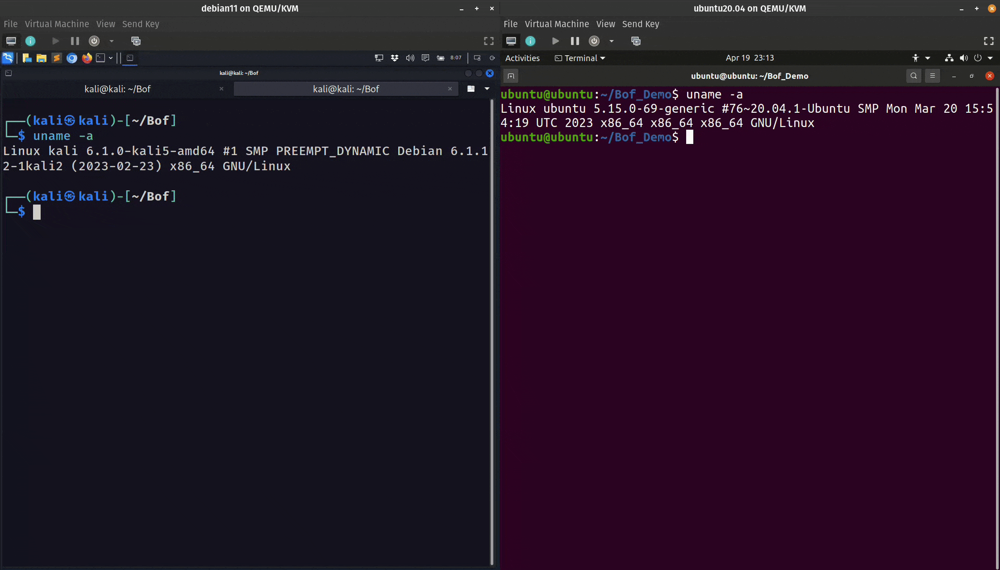 debian11 on QEMU/KVM
File Virtual Machine View Send Key
8:07
kali@kali: ~/Bof
kali@kali: ~/Bof
kali@kali: ~/Bof
┌──(kali㉿kali)-[~/Bof]
└─$ uname -a
Linux kali 6.1.0-kali5-amd64 #1 SMP PREEMPT_DYNAMIC Debian 6.1.1
2-1kali2 (2023-02-23) x86_64 GNU/Linux
┌──(kali㉿kali)-[~/Bof]
└─$
ubuntu20.04 on QEMU/KVM
File Virtual Machine View Send Key
Activities Terminal Apr 19 23:13
ubuntu@ubuntu: ~/Bof_Demo
ubuntu@ubuntu:~/Bof_Demo$ uname -a
Linux ubuntu 5.15.0-69-generic #76~20.04.1-Ubuntu SMP Mon Mar 20 15:5
4:19 UTC 2023 x86_64 x86_64 x86_64 GNU/Linux
ubuntu@ubuntu:~/Bof_Demo$